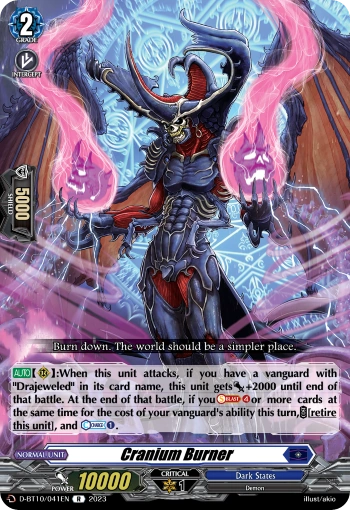 2
GRADE
INTERCEPT
5000
SHIELD
Burn down. The world should be a simpler place.
AUTO【 】:When this unit attacks, if you have a vanguard with
"Drajeweled" in its card name, this unit gets +2000 until end of
that battle. At the end of that battle, if you SOUL BLAST 4 or more cards at
the same time for the cost of your vanguard's ability this turn, [retire
this unit], and COUNTER CHARGE 1.
NORMAL UNIT
Cranium Burner
POWER 10000
CRITICAL
1
Dark States
Demon
D
D-BT10/041EN R 2023
illust/akio